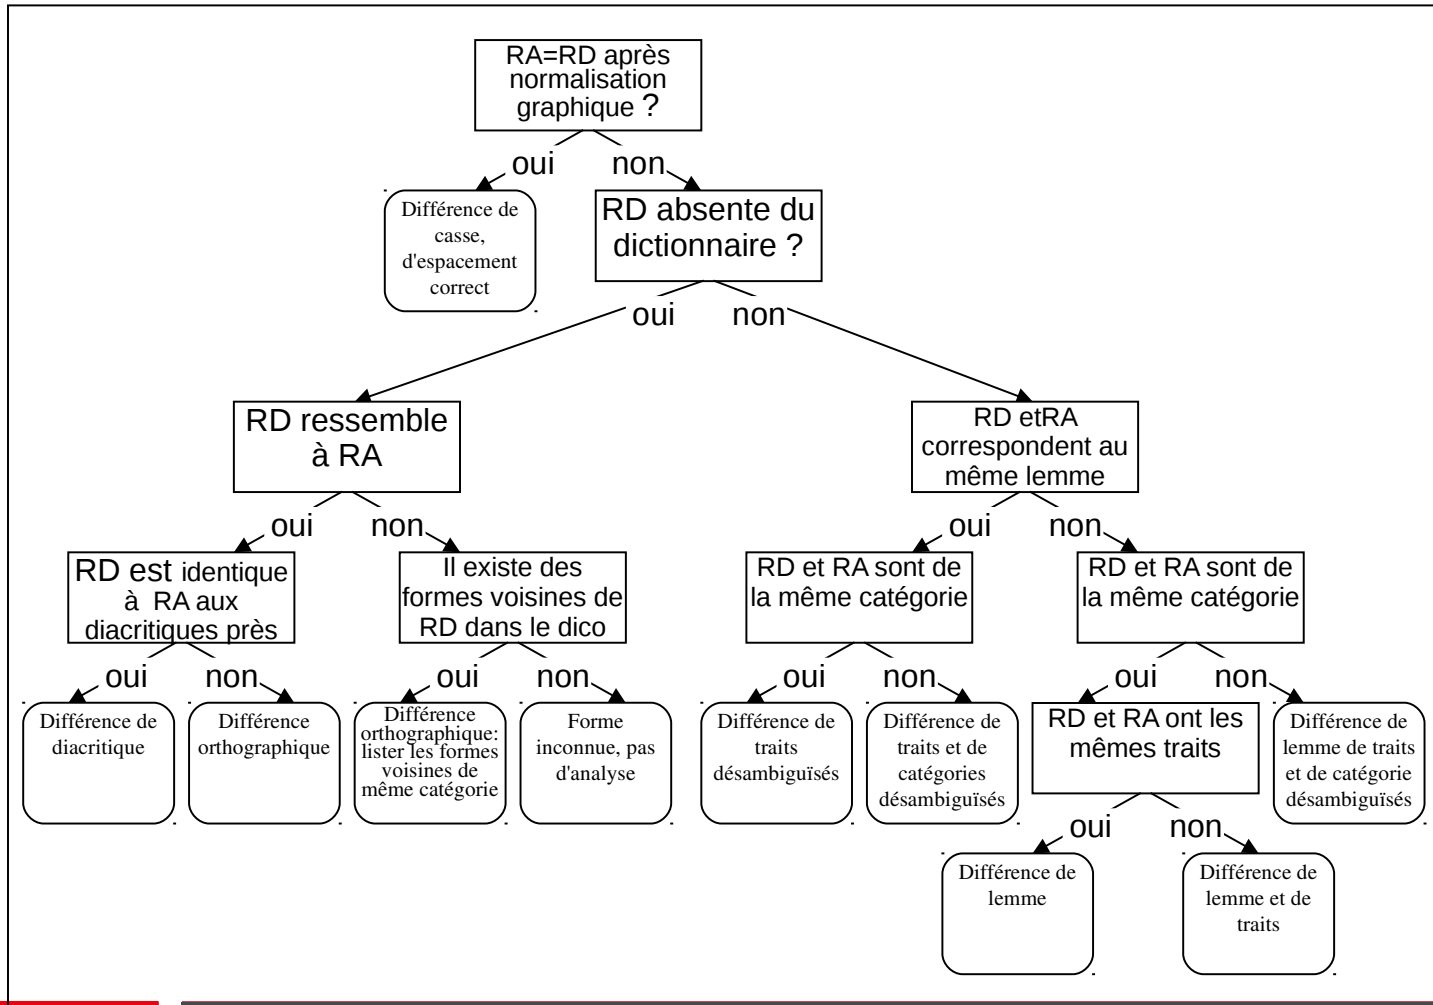 RA=RD après
normalisation
graphique ?
oui
non
Différence de
casse,
d'espacement
correct
RD absente du
dictionnaire ?
oui
non
RD ressemble
à RA
RD etRA
correspondent au
même lemme
oui
non
oui
non
RD est identique
à RA aux
diacritiques près
Il existe des
formes voisines de
RD dans le dico
RD et RA sont de
la même catégorie
RD et RA sont de
la même catégorie
oui
non
oui
non
oui
non
oui
non
Différence de
diacritique
Différence
orthographique
Différence
orthographique:
lister les formes
voisines de
même catégorie
Forme
inconnue, pas
d'analyse
Différence de
traits
désambiguïsés
Différence de
traits et de
catégories
désambiguïsés
RD et RA ont les
mêmes traits
Différence de
lemme de traits
et de catégorie
désambiguïsés
oui
non
Différence de
lemme
Différence de
lemme et de
traits